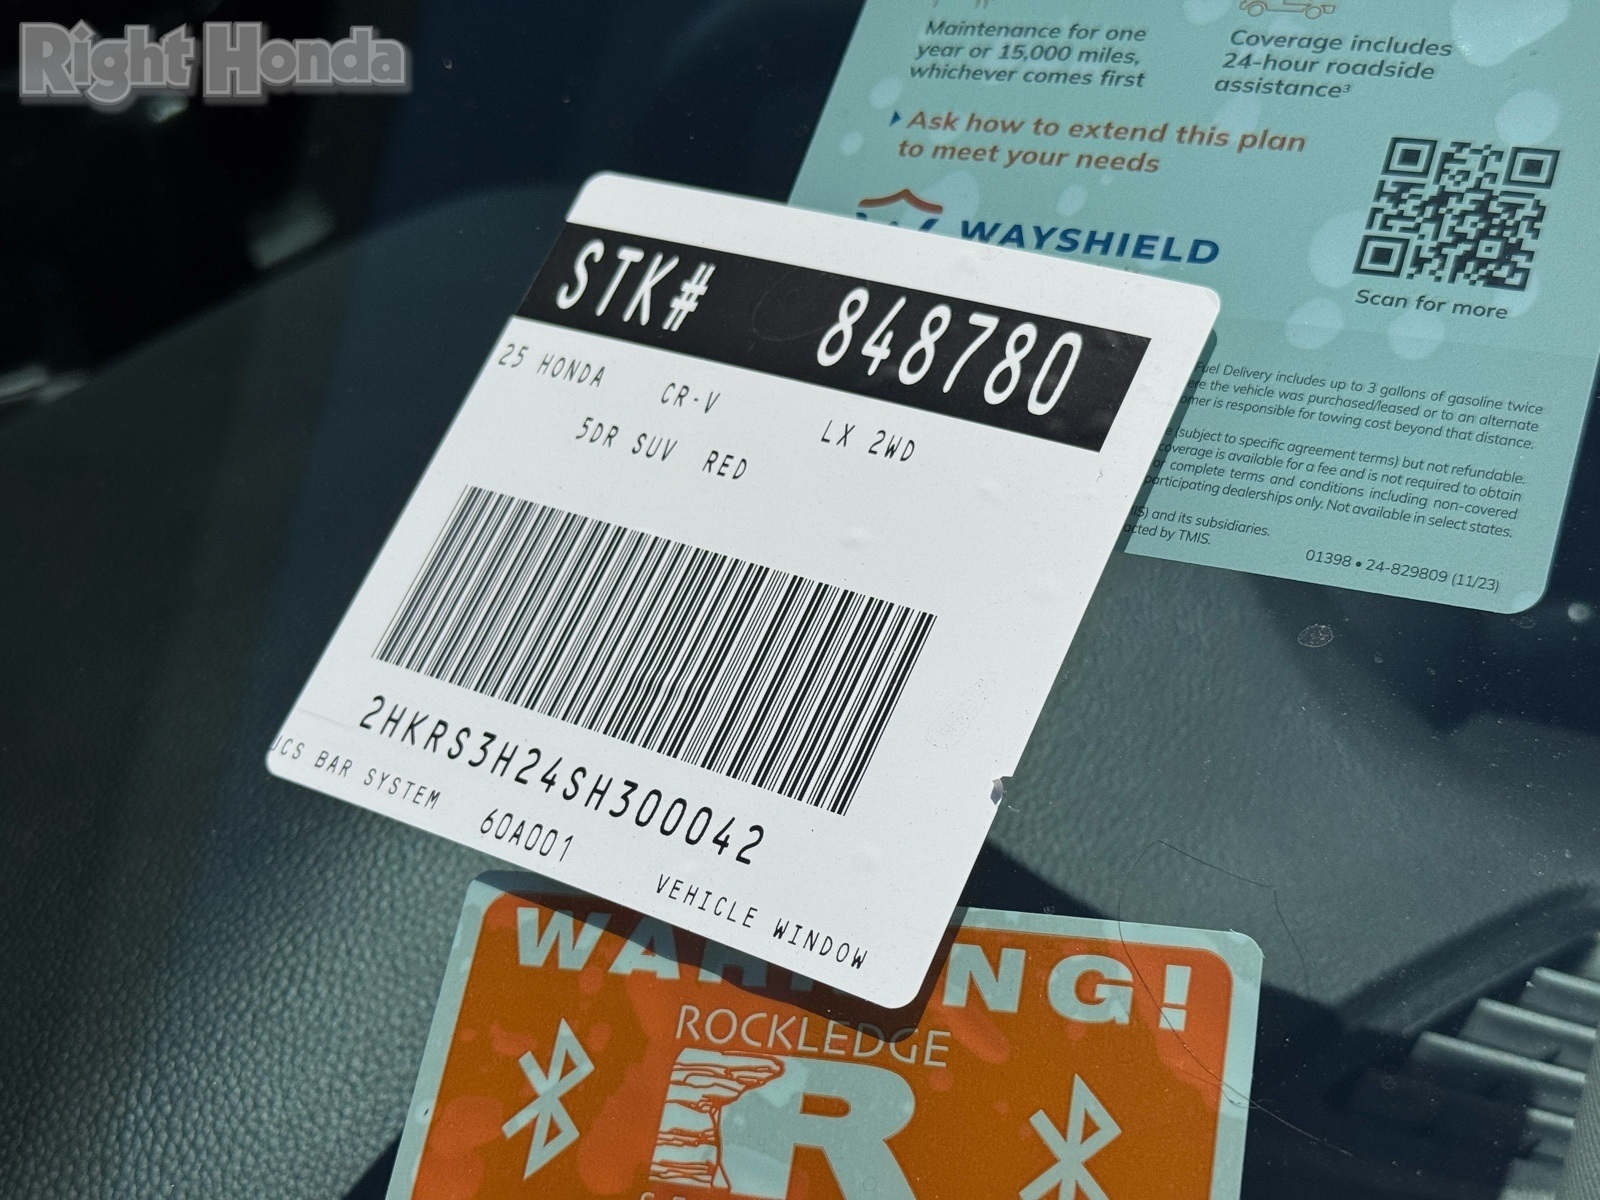 Right Honda
Maintenance for one
year or 15,000 miles,
whichever comes first
Coverage includes
24-hour roadside
assistance³
Ask how to extend this plan
to meet your needs
WAYSHIELD
Scan for more
Fuel Delivery includes up to 3 gallons of gasoline twice
the vehicle was purchased/leased or to an alternate
is responsible for towing cost beyond that distance.
(subject to specific agreement terms) but not refundable.
coverage is available for a fee and is not required to obtain
or complete terms and conditions including non-covered
participating dealerships only. Not available in select states.
and its subsidiaries.
by TMIS.
01398 • 24-829809 (11/23)
STK# 848780
25 HONDA CR-V LX 2WD
5DR SUV RED
2HKRS3H24SH300042
UCS BAR SYSTEM 60A001 VEHICLE WINDOW
WARNING!
ROCKLEDGE
R